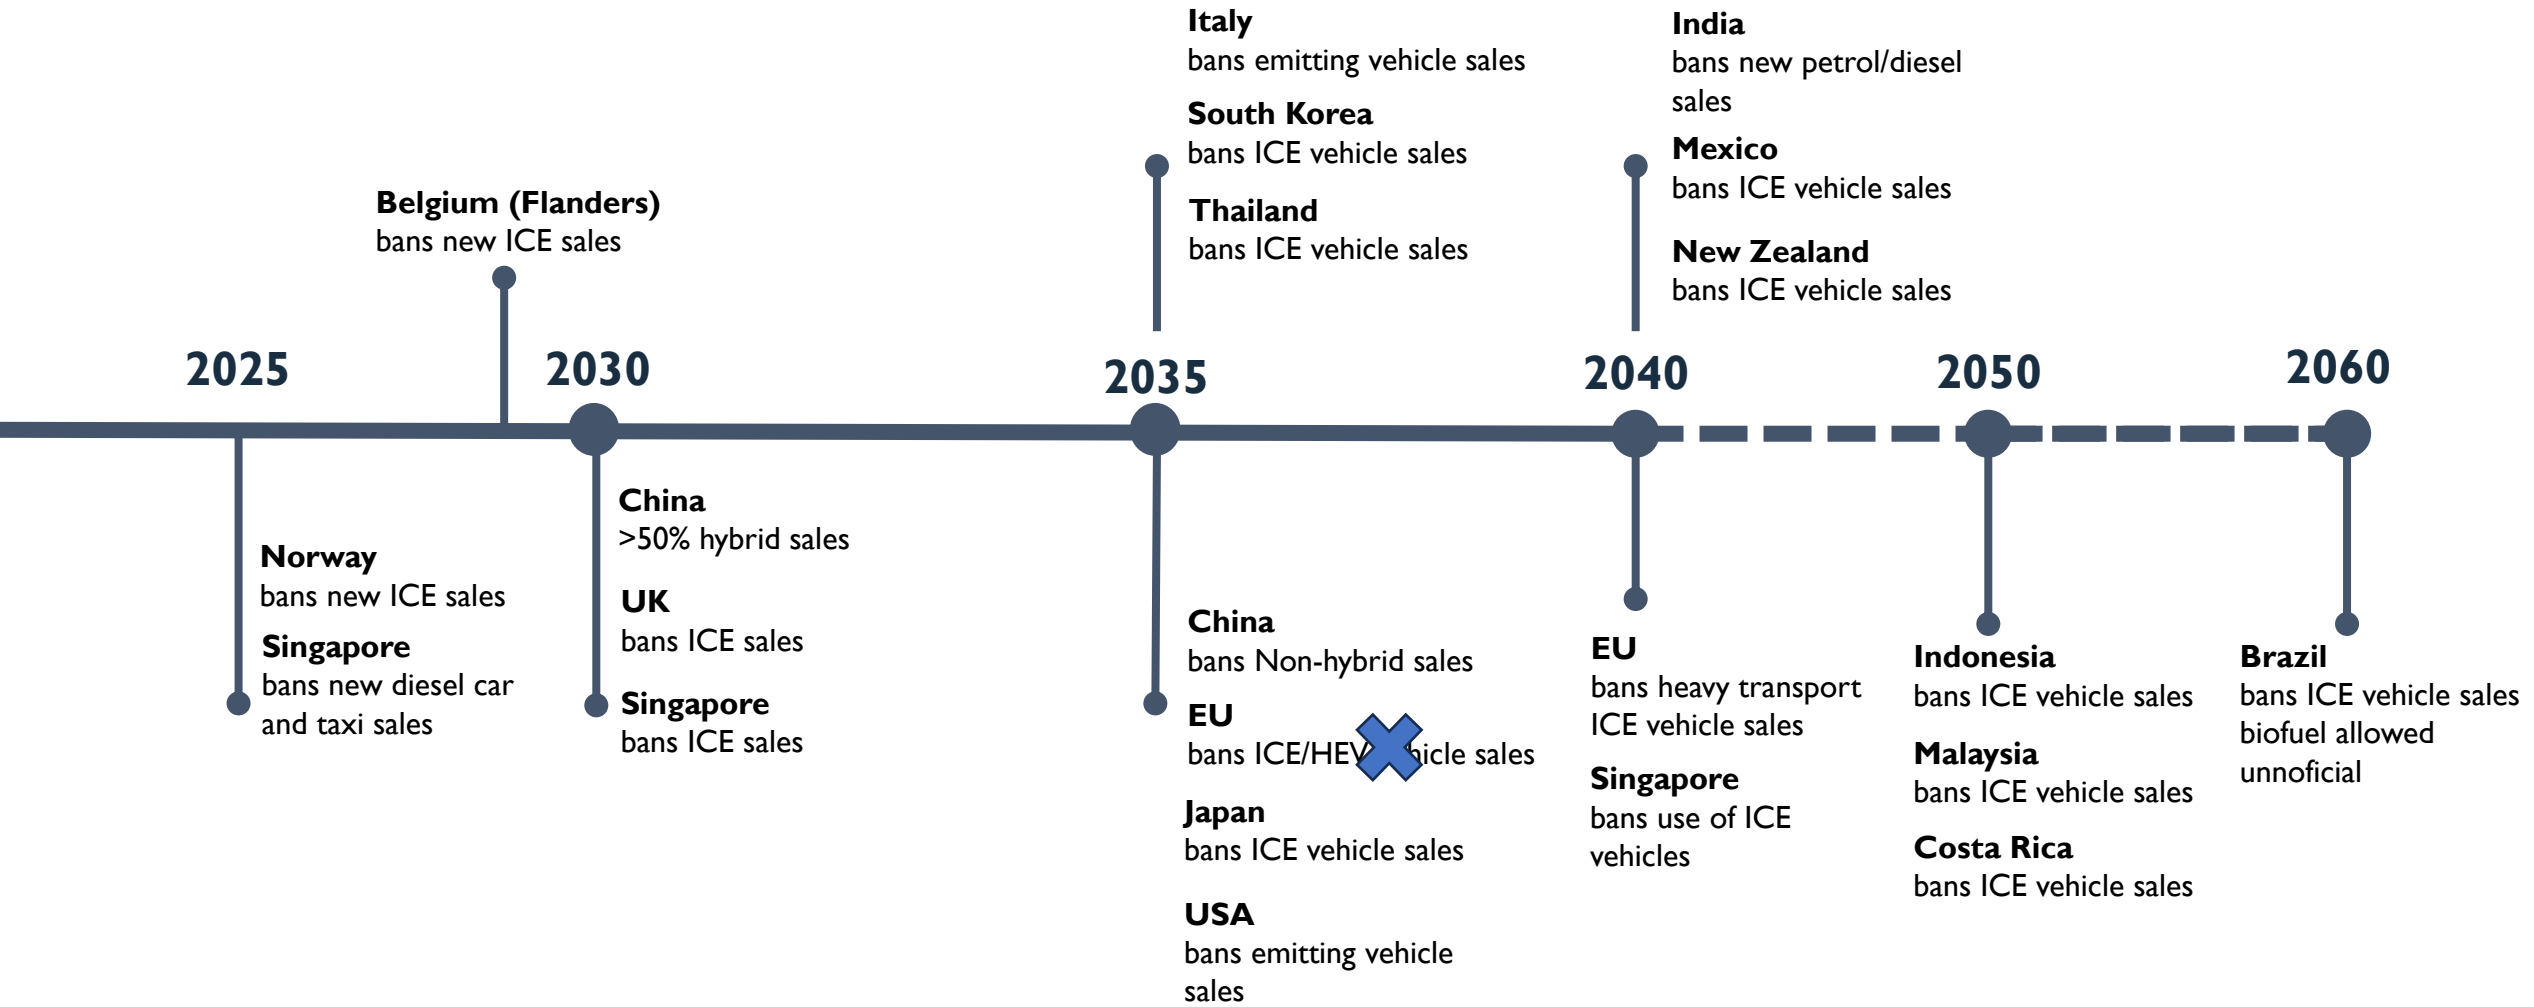 Italy
bans emitting vehicle sales
South Korea
bans ICE vehicle sales
Thailand
bans ICE vehicle sales
India
bans new petrol/diesel
sales
Mexico
bans ICE vehicle sales
New Zealand
bans ICE vehicle sales
Belgium (Flanders)
bans new ICE sales
2025
2030
2035
2040
2050
2060
Norway
bans new ICE sales
Singapore
bans new diesel car
and taxi sales
China
>50% hybrid sales
UK
bans ICE sales
Singapore
bans ICE sales
China
bans Non-hybrid sales
EU
bans ICE/HEV hicle sales
Japan
bans ICE vehicle sales
USA
bans emitting vehicle
sales
EU
bans heavy transport
ICE vehicle sales
Singapore
bans use of ICE
vehicles
Indonesia
bans ICE vehicle sales
Malaysia
bans ICE vehicle sales
Costa Rica
bans ICE vehicle sales
Brazil
bans ICE vehicle sales
biofuel allowed
unnoficial